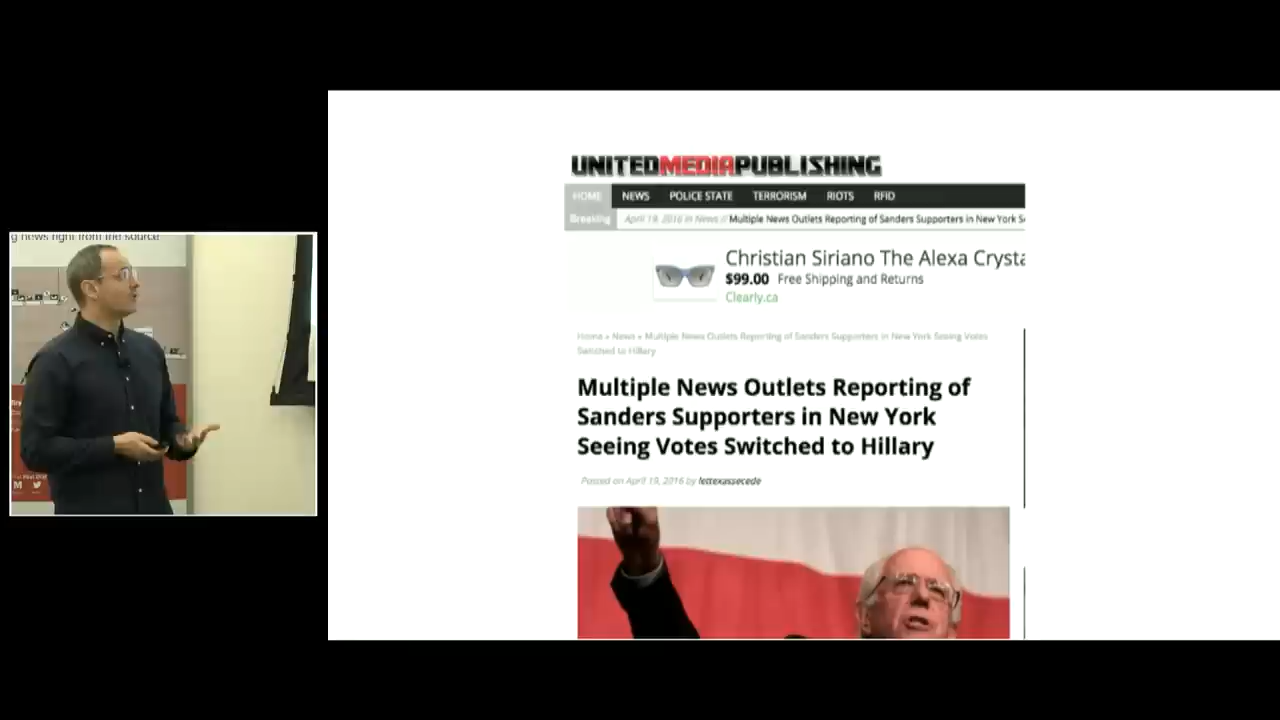 g news right from the source
UNITEDMEDIAPUBLISHING
HOME NEWS POLICE STATE TERRORISM RIOTS RFID
Breaking April 19, 2016 in News // Multiple News Outlets Reporting of Sanders Supporters in New York S
Christian Siriano The Alexa Crysta
$99.00 Free Shipping and Returns
Clearly.ca
Home » News » Multiple News Outlets Reporting of Sanders Supporters in New York Seeing Votes
Switched to Hillary
Multiple News Outlets Reporting of
Sanders Supporters in New York
Seeing Votes Switched to Hillary
Posted on April 19, 2016 by lettexassecede